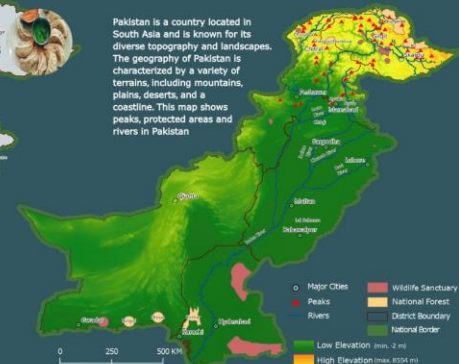 Pakistan is a country located in
South Asia and is known for its
diverse topography and landscapes.
The geography of Pakistan is
characterized by a variety of
terrains, including mountains,
plains, deserts, and a
coastline. This map shows
peaks, protected areas and
rivers in Pakistan
Peshawar
Islamabad
Sargodha
Lahore
Quetta
Multan
Bahawalpur
Gwadar
Karachi
Hyderabad
Major Cities
Peaks
Rivers
Wildlife Sanctuary
National Forest
District Boundary
National Border
Low Elevation (min. -2 m)
High Elevation (max. 8504 m)
0 250 500 KM